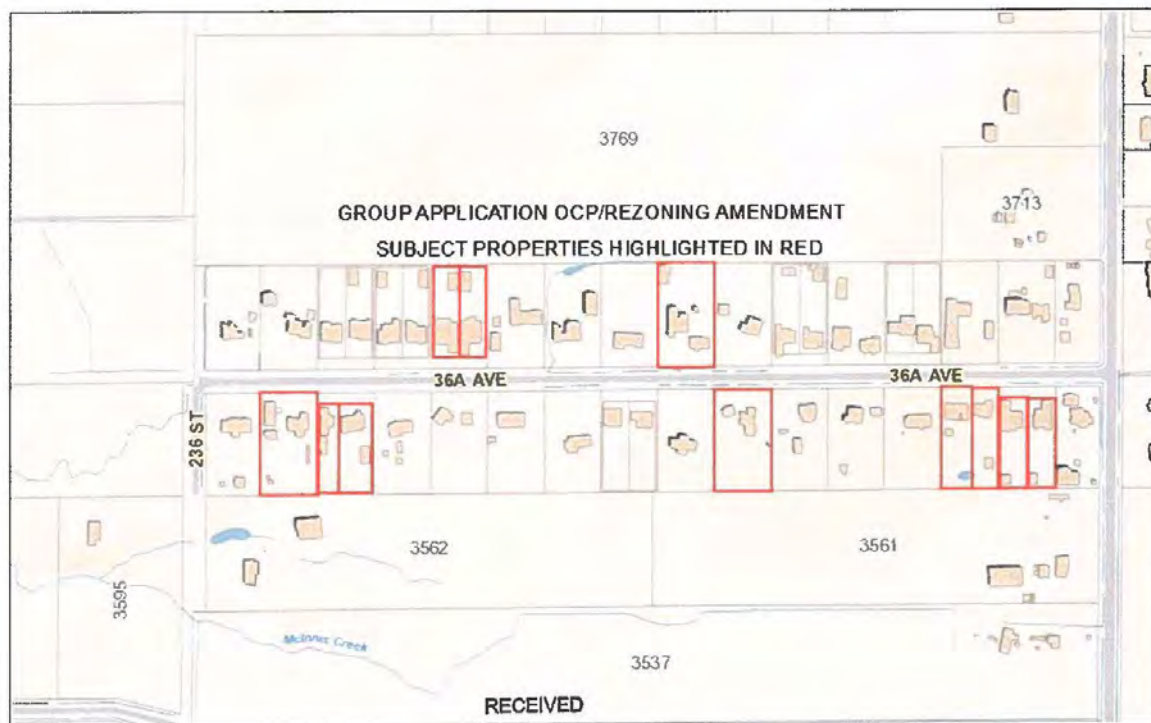 3769
3713
GROUP APPLICATION OCP/REZONING AMENDMENT
SUBJECT PROPERTIES HIGHLIGHTED IN RED
36A AVE
36A AVE
236 ST
3562
3561
3595
McInnis Creek
3537
RECEIVED